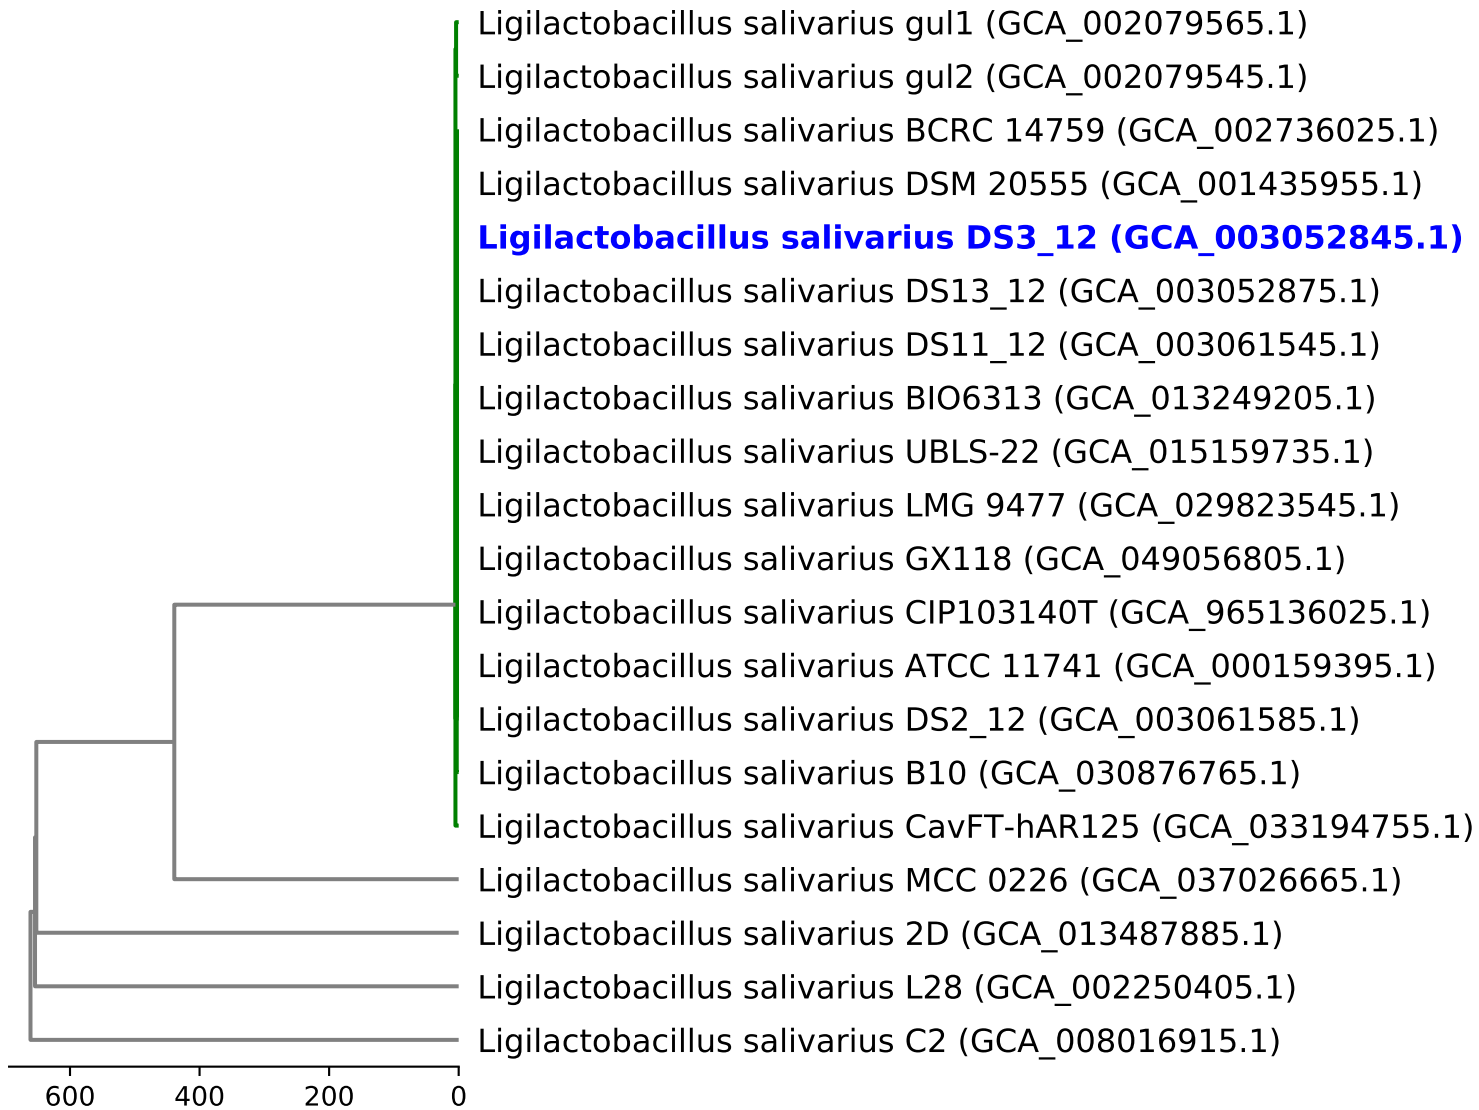 Ligilactobacillus salivarius gul1 (GCA_002079565.1)
Ligilactobacillus salivarius gul2 (GCA_002079545.1)
Ligilactobacillus salivarius BCRC 14759 (GCA_002736025.1)
Ligilactobacillus salivarius DSM 20555 (GCA_001435955.1)
Ligilactobacillus salivarius DS3_12 (GCA_003052845.1)
Ligilactobacillus salivarius DS13_12 (GCA_003052875.1)
Ligilactobacillus salivarius DS11_12 (GCA_003061545.1)
Ligilactobacillus salivarius BIO6313 (GCA_013249205.1)
Ligilactobacillus salivarius UBLS-22 (GCA_015159735.1)
Ligilactobacillus salivarius LMG 9477 (GCA_029823545.1)
Ligilactobacillus salivarius GX118 (GCA_049056805.1)
Ligilactobacillus salivarius CIP103140T (GCA_965136025.1)
Ligilactobacillus salivarius ATCC 11741 (GCA_000159395.1)
Ligilactobacillus salivarius DS2_12 (GCA_003061585.1)
Ligilactobacillus salivarius B10 (GCA_030876765.1)
Ligilactobacillus salivarius CavFT-hAR125 (GCA_033194755.1)
Ligilactobacillus salivarius MCC 0226 (GCA_037026665.1)
Ligilactobacillus salivarius 2D (GCA_013487885.1)
Ligilactobacillus salivarius L28 (GCA_002250405.1)
Ligilactobacillus salivarius C2 (GCA_008016915.1)
600 400 200 0